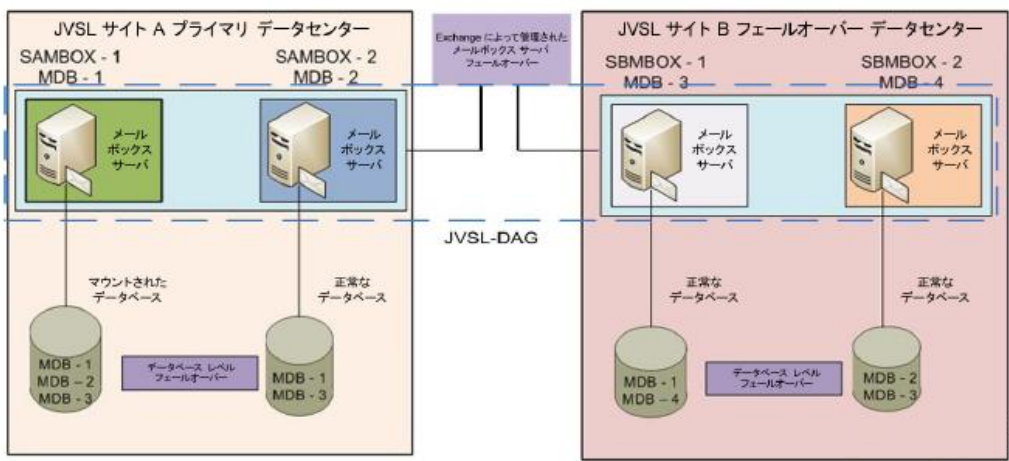 JVSL サイト A プライマリ データセンター
SAMBOX - 1
MDB - 1
SAMBOX - 2
MDB - 2
メール
ボックス
サーバ
メール
ボックス
サーバ
Exchange によって管理された
メールボックス サーバ
フェールオーバー
JVSL サイト B フェールオーバー データセンター
SBMBOX - 1
MDB - 3
SBMBOX - 2
MDB - 4
メール
ボックス
サーバ
メール
ボックス
サーバ
JVSL-DAG
マウントされた
データベース
正常な
データベース
MDB - 1
MDB – 2
MDB - 3
データベース レベル
フェールオーバー
MDB - 1
MDB - 3
正常な
データベース
正常な
データベース
MDB - 1
MDB – 4
データベース レベル
フェールオーバー
MDB - 2
MDB - 3